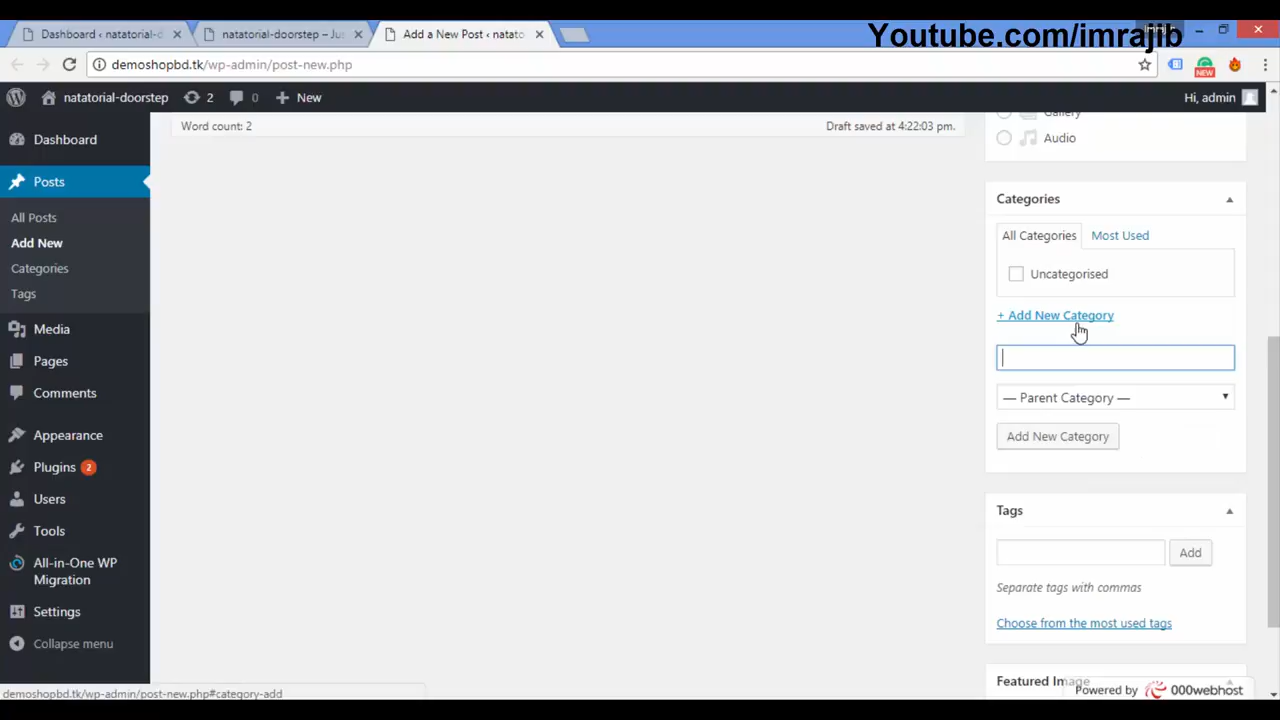 Dashboard ‹ natatorial-d
natatorial-doorstep – Jus
Add a New Post ‹ natato
Youtube.com/imrajib
demoshopbd.tk/wp-admin/post-new.php
NEW
natatorial-doorstep
2
0
New
Hi, admin
Dashboard
Posts
All Posts
Add New
Categories
Tags
Media
Pages
Comments
Appearance
Plugins 2
Users
Tools
All-in-One WP
Migration
Settings
Collapse menu
Word count: 2
Draft saved at 4:22:03 pm.
Gallery
Audio
Categories
All Categories
Most Used
Uncategorised
+ Add New Category
— Parent Category —
Add New Category
Tags
Add
Separate tags with commas
Choose from the most used tags
Featured Image
Powered by 000webhost
demoshopbd.tk/wp-admin/post-new.php#category-add